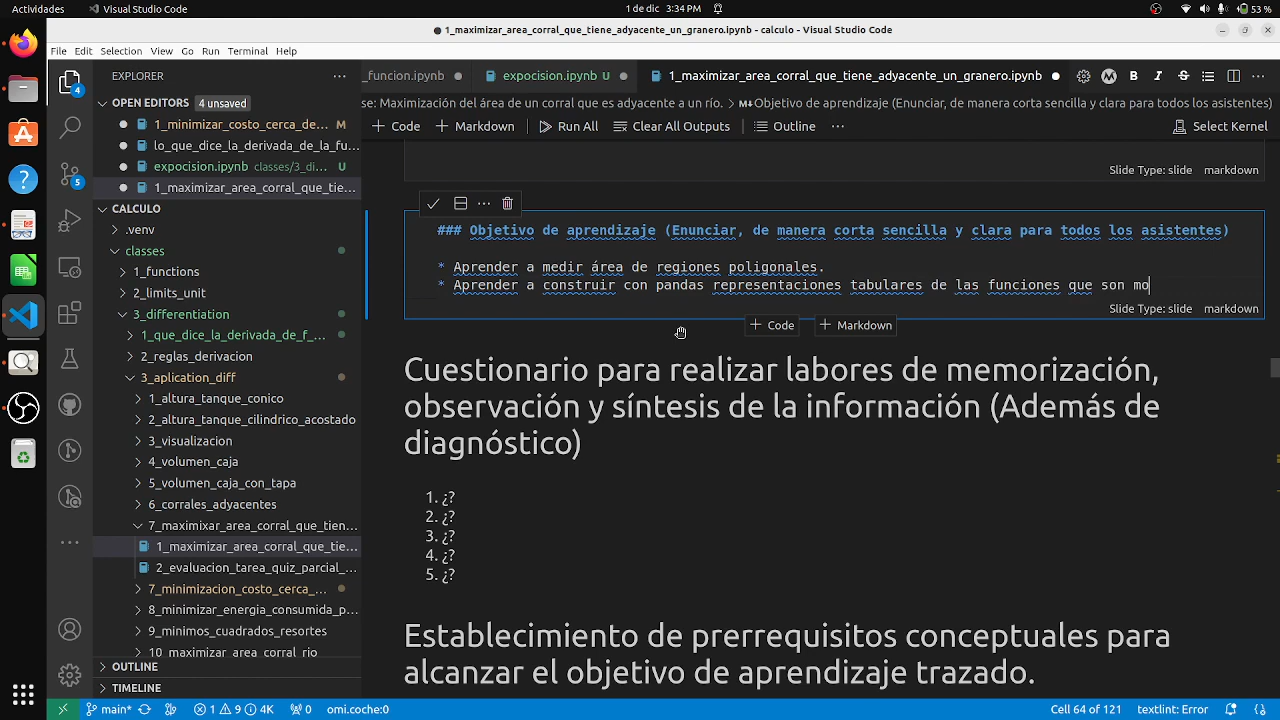 Actividades
Visual Studio Code
1 de dic 3:34 PM
53 %
● 1_maximizar_area_corral_que_tiene_adyacente_un_granero.ipynb - calculo - Visual Studio Code
File Edit Selection View Go Run Terminal Help
EXPLORER
_funcion.ipynb
expocision.ipynb U
1_maximizar_area_corral_que_tiene_adyacente_un_granero.ipynb
OPEN EDITORS 4 unsaved
se: Maximización del área de un corral que es adyacente a un río. > Objetivo de aprendizaje (Enunciar, de manera corta sencilla y clara para todos los asistentes)
1_minimizar_costo_cerca_de... M
+ Code + Markdown Run All Clear All Outputs Outline ... Select Kernel
lo_que_dice_la_derivada_de_la_fu...
expocision.ipynb classes/3_di... U
1_maximizar_area_corral_que_tie...
Slide Type: slide markdown
CALCULO
.venv
classes
1_functions
2_limits_unit
3_differentiation
1_que_dice_la_derivada_de_f_...
2_reglas_derivacion
3_aplication_diff
1_altura_tanque_conico
2_altura_tanque_cilindrico_acostado
3_visualizacion
4_volumen_caja
5_volumen_caja_con_tapa
6_corrales_adyacentes
7_maximixar_area_corral_que_tien...
1_maximizar_area_corral_que_tie...
2_evaluacion_tarea_quiz_parcial_...
7_minimizacion_costo_cerca_...
8_minimizar_energia_consumida_p...
9_minimos_cuadrados_resortes
10_maximizar_area_corral_rio
OUTLINE
TIMELINE
### Objetivo de aprendizaje (Enunciar, de manera corta sencilla y clara para todos los asistentes)
* Aprender a medir área de regiones poligonales.
* Aprender a construir con pandas representaciones tabulares de las funciones que son mo
Slide Type: slide markdown
+ Code + Markdown
Cuestionario para realizar labores de memorización,
observación y síntesis de la información (Además de
diagnóstico)
1. ¿?
2. ¿?
3. ¿?
4. ¿?
5. ¿?
Establecimiento de prerrequisitos conceptuales para
alcanzar el objetivo de aprendizaje trazado.
4
5
main* 1 9 4K 0 omi.coche:0 Cell 64 of 121 textlint: Error